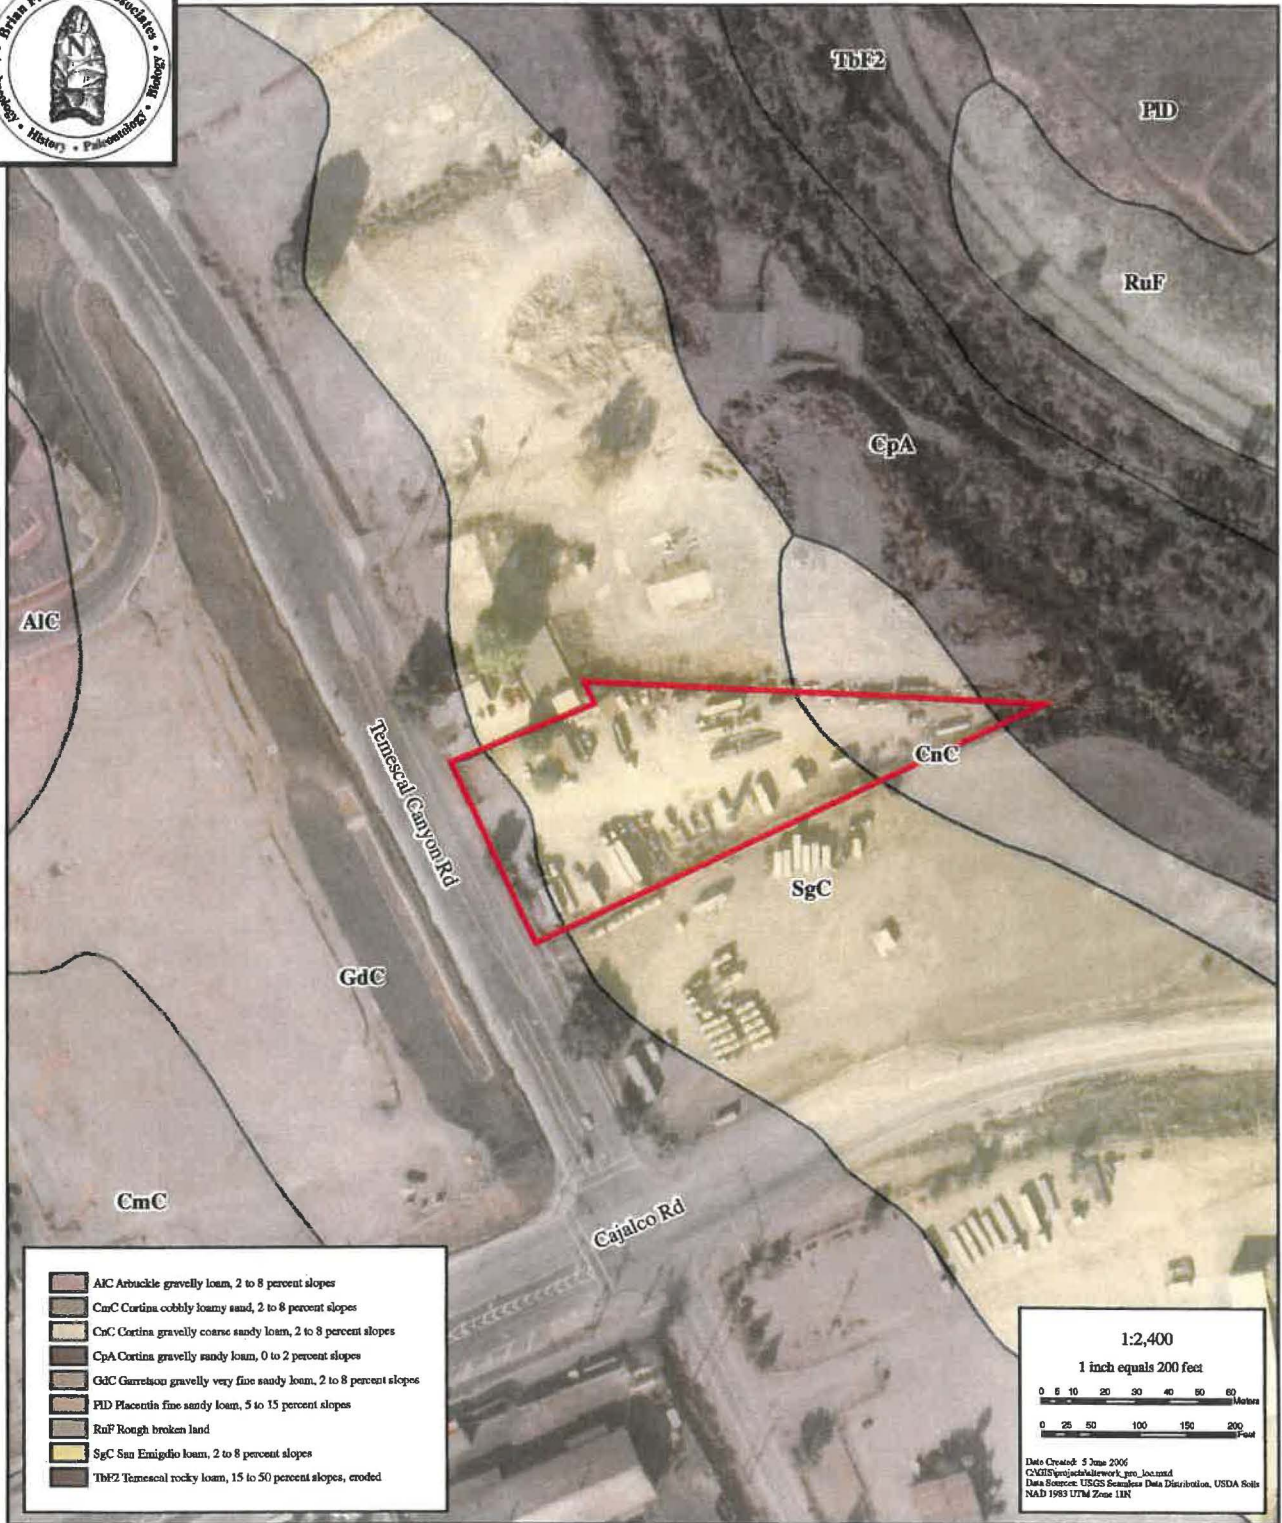 Brian
ssociates
Biology
Paleontology
History
N
TbF2
PlD
RuF
CpA
AlC
Temescal Canyon Rd
CnC
SgC
GdC
CmC
Cajalco Rd
AlC Arbuckle gravelly loam, 2 to 8 percent slopes
CmC Cortina cobbly loamy sand, 2 to 8 percent slopes
CnC Cortina gravelly coarse sandy loam, 2 to 8 percent slopes
CpA Cortina gravelly sandy loam, 0 to 2 percent slopes
GdC Garretson gravelly very fine sandy loam, 2 to 8 percent slopes
PlD Placentia fine sandy loam, 5 to 15 percent slopes
RuF Rough broken land
SgC San Emigdio loam, 2 to 8 percent slopes
TbF2 Temescal rocky loam, 15 to 50 percent slopes, eroded
1:2,400
1 inch equals 200 feet
0 5 10 20 30 40 50 60
Meters
0 25 50 100 150 200
Feet
Date Created: 5 June 2006
Data Sources: USGS Seamless Data Distribution, USDA Soils
NAD 1983 UTM Zone 11N